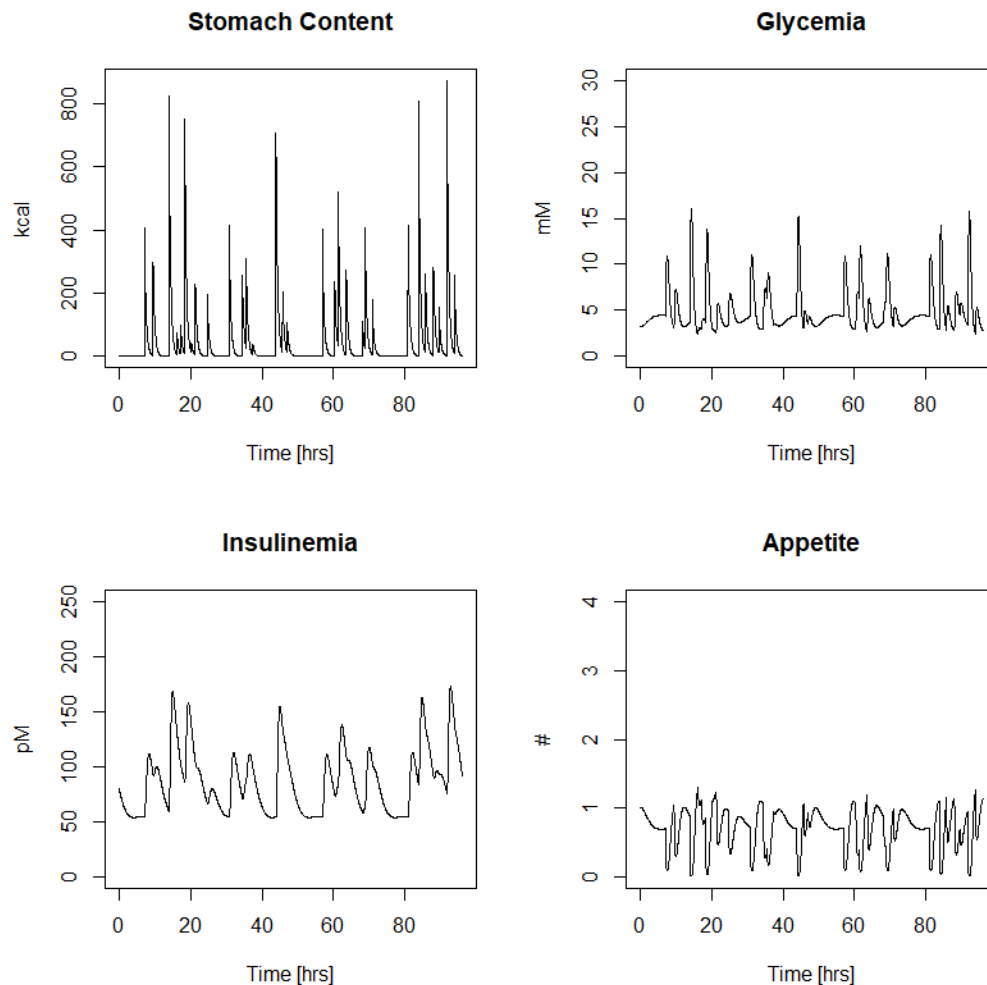 Stomach Content
kcal
0 200 400 600 800
0 20 40 60 80
Time [hrs]
Glycemia
mM
0 5 10 15 20 25 30
0 20 40 60 80
Time [hrs]
Insulinemia
pM
0 50 100 150 200 250
0 20 40 60 80
Time [hrs]
Appetite
#
0 1 2 3 4
0 20 40 60 80
Time [hrs]